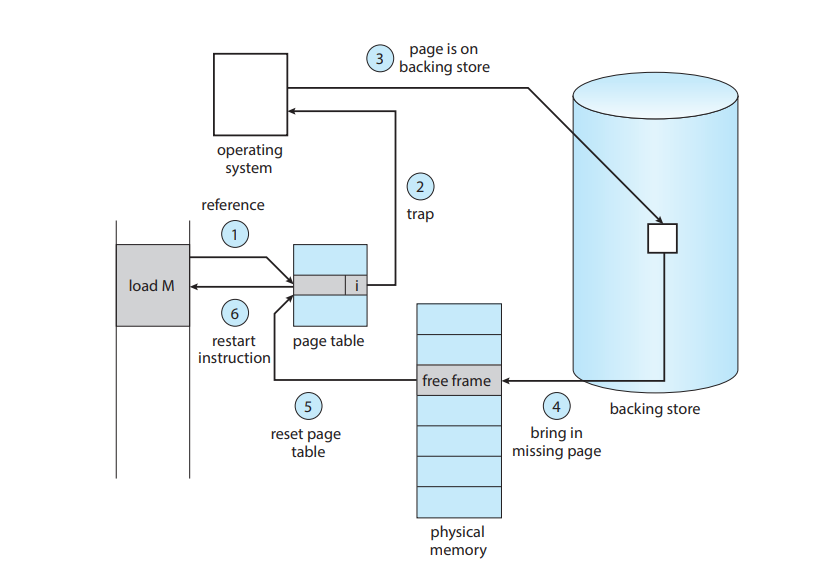 3
page is on
backing store
operating
system
2
trap
reference
1
load M
i
6
restart
instruction
page table
free frame
5
reset page
table
4
bring in
missing page
backing store
physical
memory